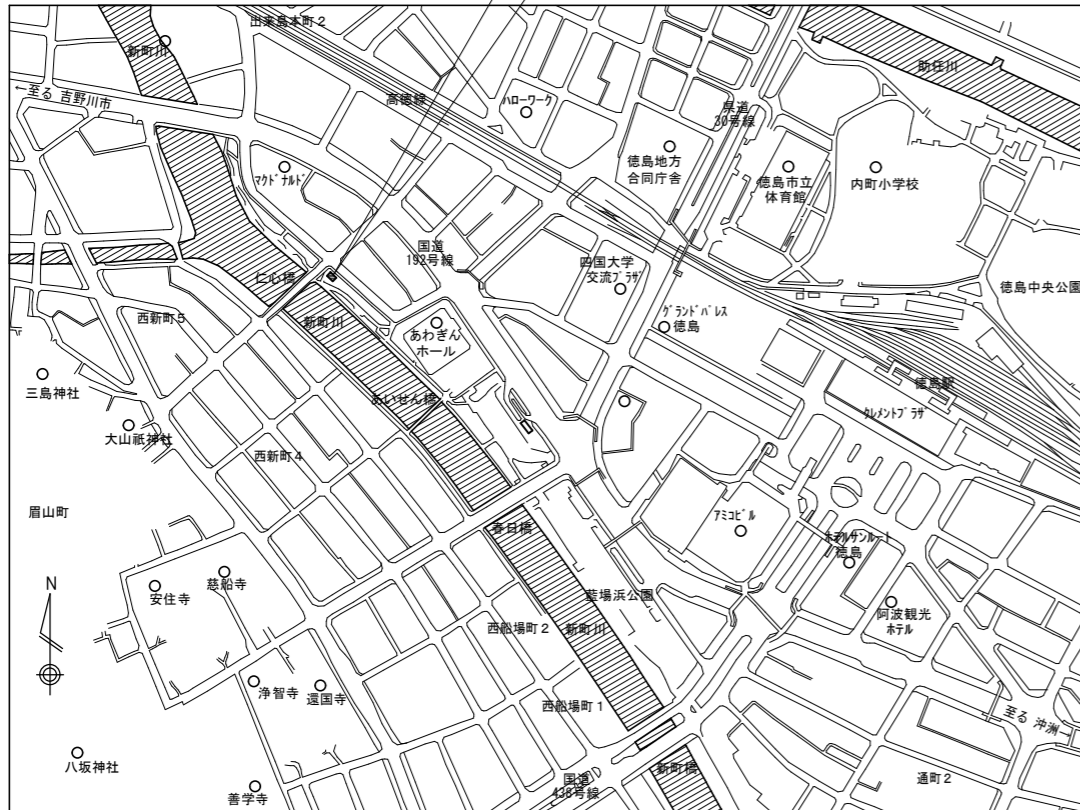 出来島本町2
新町川
←至る 吉野川市
高徳線
ハローワーク
県道
30号線
助任川
マクドナルド
徳島地方
合同庁舎
徳島市立
体育館
内町小学校
国道
192号線
四国大学
交流プラザ
仁心橋
新町川
西新町5
グランドパレス
徳島
徳島中央公園
あわぎん
ホール
三島神社
あいせん橋
徳島駅
クレメントプラザ
大山祇神社
西新町4
眉山町
アミコビル
春日橋
ホテルサンルート
徳島
N
安住寺
慈船寺
藍場浜公園
阿波観光
ホテル
西船場町2
新町川
浄智寺
還国寺
西船場町1
至る 沖洲→
八坂神社
新町橋
国道
438号線
通町2
善学寺